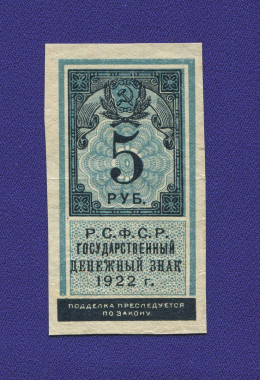 5
РУБ.
Р.С.Ф.С.Р.
ГОСУДАРСТВЕННЫЙ
ДЕНЕЖНЫЙ ЗНАК
1922 г.
ПОДДЕЛКА ПРЕСЛЕДУЕТСЯ
ПО ЗАКОНУ.